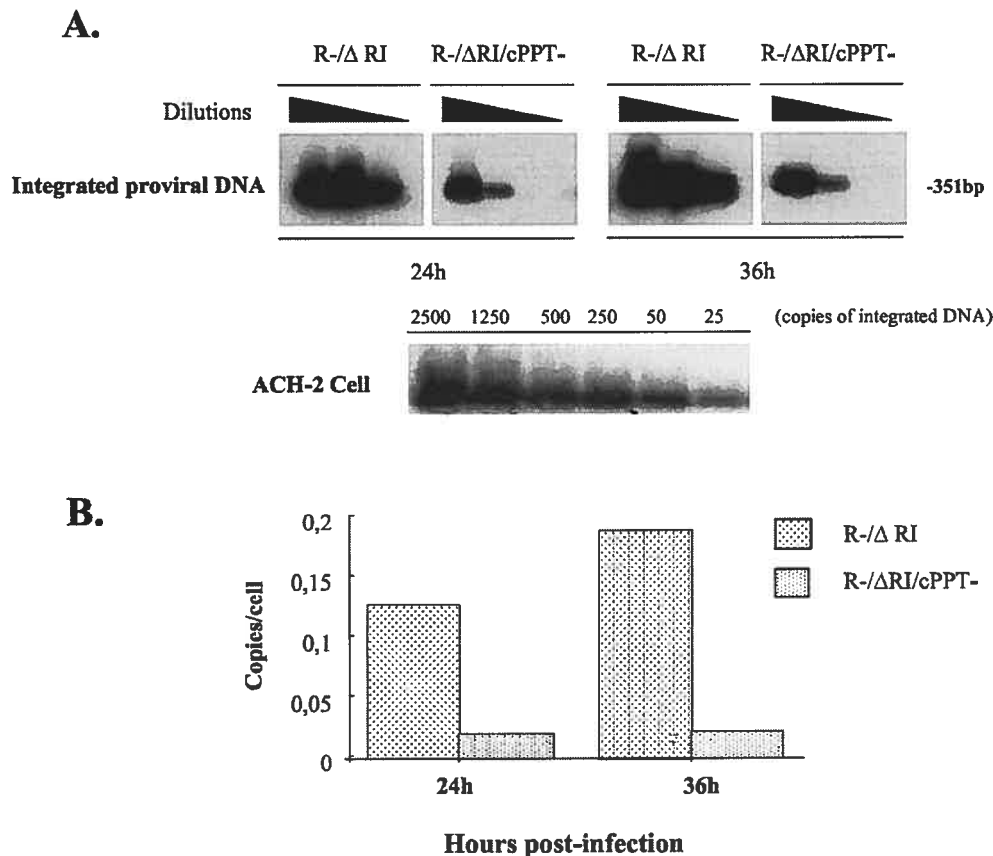 A.
R-/Δ RI R-/ΔRI/cPPT- R-/Δ RI R-/ΔRI/cPPT-
Dilutions
Integrated proviral DNA -351bp
24h 36h
2500 1250 500 250 50 25 (copies of integrated DNA)
ACH-2 Cell
B.
0,2
0,15
0,1
0,05
0
Copies/cell
R-/Δ RI
R-/ΔRI/cPPT-
24h 36h
Hours post-infection